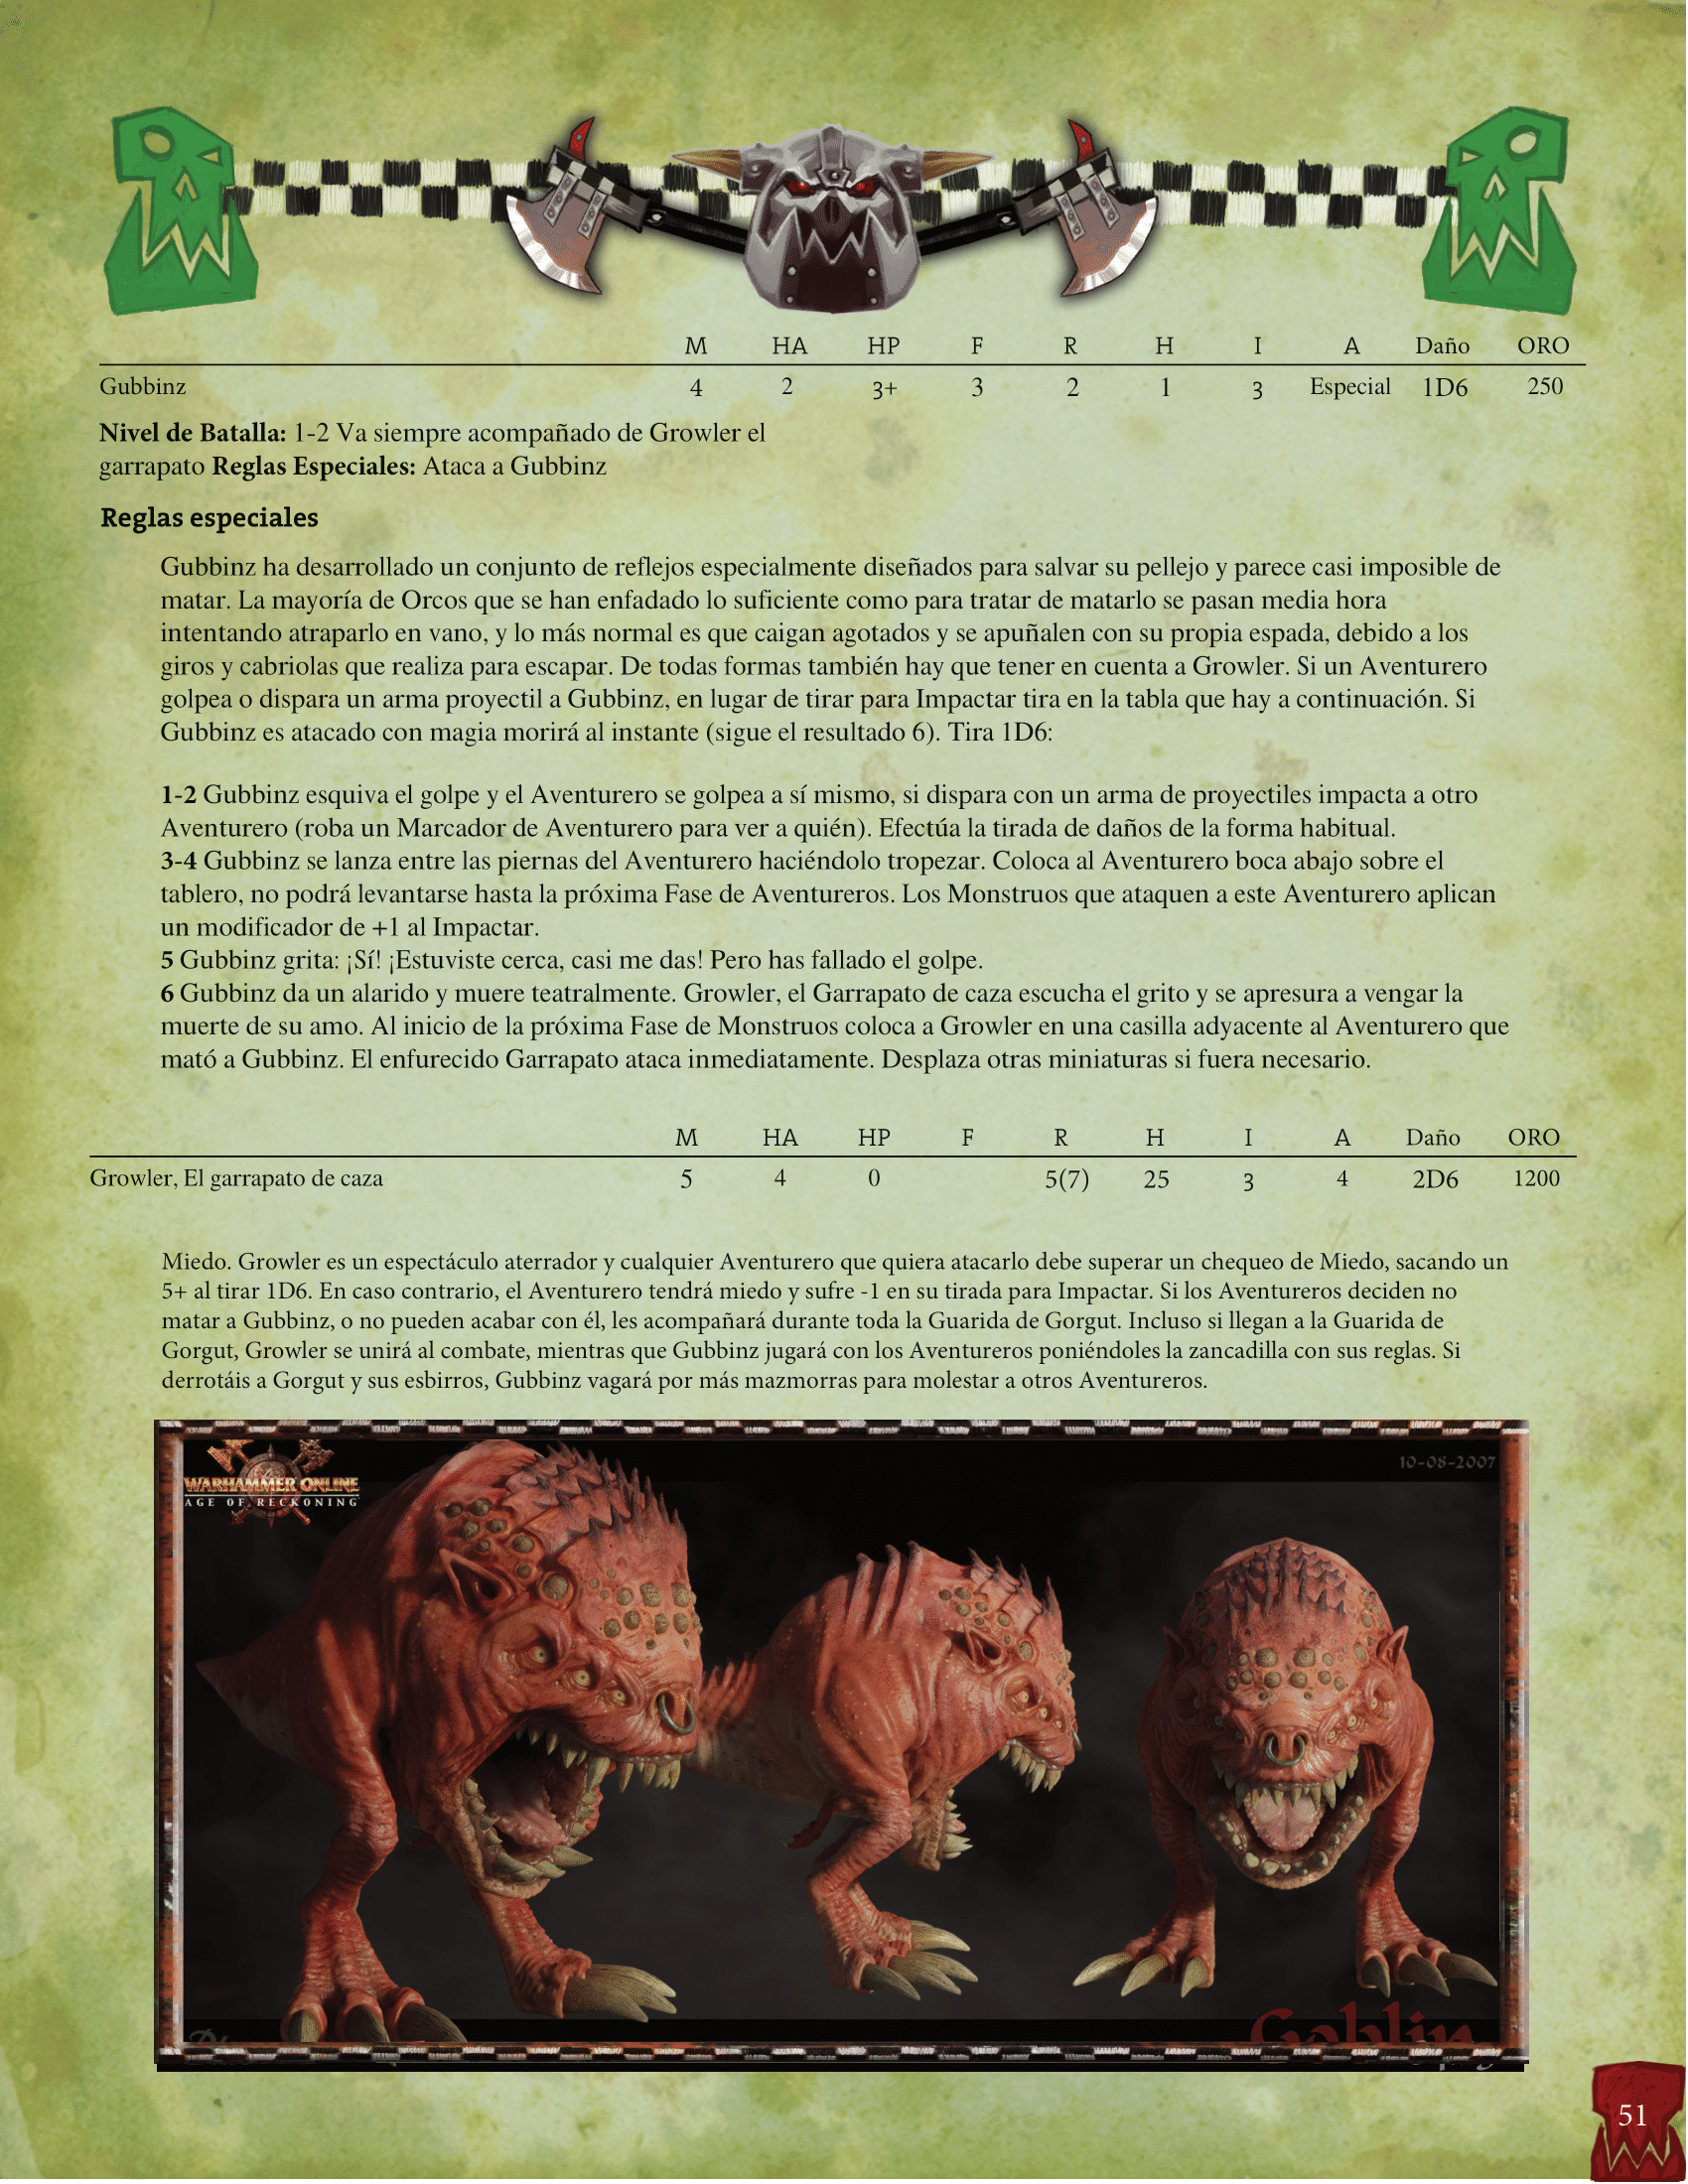 M HA HP F R H I A Daño ORO
Gubbinz 4 2 3+ 3 2 1 3 Especial 1D6 250
Nivel de Batalla: 1-2 Va siempre acompañado de Growler el
garrapato Reglas Especiales: Ataca a Gubbinz
Reglas especiales
Gubbinz ha desarrollado un conjunto de reflejos especialmente diseñados para salvar su pellejo y parece casi imposible de
matar. La mayoría de Orcos que se han enfadado lo suficiente como para tratar de matarlo se pasan media hora
intentando atraparlo en vano, y lo más normal es que caigan agotados y se apuñalen con su propia espada, debido a los
giros y cabriolas que realiza para escapar. De todas formas también hay que tener en cuenta a Growler. Si un Aventurero
golpea o dispara un arma proyectil a Gubbinz, en lugar de tirar para Impactar tira en la tabla que hay a continuación. Si
Gubbinz es atacado con magia morirá al instante (sigue el resultado 6). Tira 1D6:
1-2 Gubbinz esquiva el golpe y el Aventurero se golpea a sí mismo, si dispara con un arma de proyectiles impacta a otro
Aventurero (roba un Marcador de Aventurero para ver a quién). Efectúa la tirada de daños de la forma habitual.
3-4 Gubbinz se lanza entre las piernas del Aventurero haciéndolo tropezar. Coloca al Aventurero boca abajo sobre el
tablero, no podrá levantarse hasta la próxima Fase de Aventureros. Los Monstruos que ataquen a este Aventurero aplican
un modificador de +1 al Impactar.
5 Gubbinz grita: ¡Sí! ¡Estuviste cerca, casi me das! Pero has fallado el golpe.
6 Gubbinz da un alarido y muere teatralmente. Growler, el Garrapato de caza escucha el grito y se apresura a vengar la
muerte de su amo. Al inicio de la próxima Fase de Monstruos coloca a Growler en una casilla adyacente al Aventurero que
mató a Gubbinz. El enfurecido Garrapato ataca inmediatamente. Desplaza otras miniaturas si fuera necesario.
M HA HP F R H I A Daño ORO
Growler, El garrapato de caza 5 4 0 5(7) 25 3 4 2D6 1200
Miedo. Growler es un espectáculo aterrador y cualquier Aventurero que quiera atacarlo debe superar un chequeo de Miedo, sacando un
5+ al tirar 1D6. En caso contrario, el Aventurero tendrá miedo y sufre -1 en su tirada para Impactar. Si los Aventureros deciden no
matar a Gubbinz, o no pueden acabar con él, les acompañará durante toda la Guarida de Gorgut. Incluso si llegan a la Guarida de
Gorgut, Growler se unirá al combate, mientras que Gubbinz jugará con los Aventureros poniéndoles la zancadilla con sus reglas. Si
derrotáis a Gorgut y sus esbirros, Gubbinz vagará por más mazmorras para molestar a otros Aventureros.
WARHAMMER ONLINE
AGE OF RECKONING
10-08-2007
Goblin
51